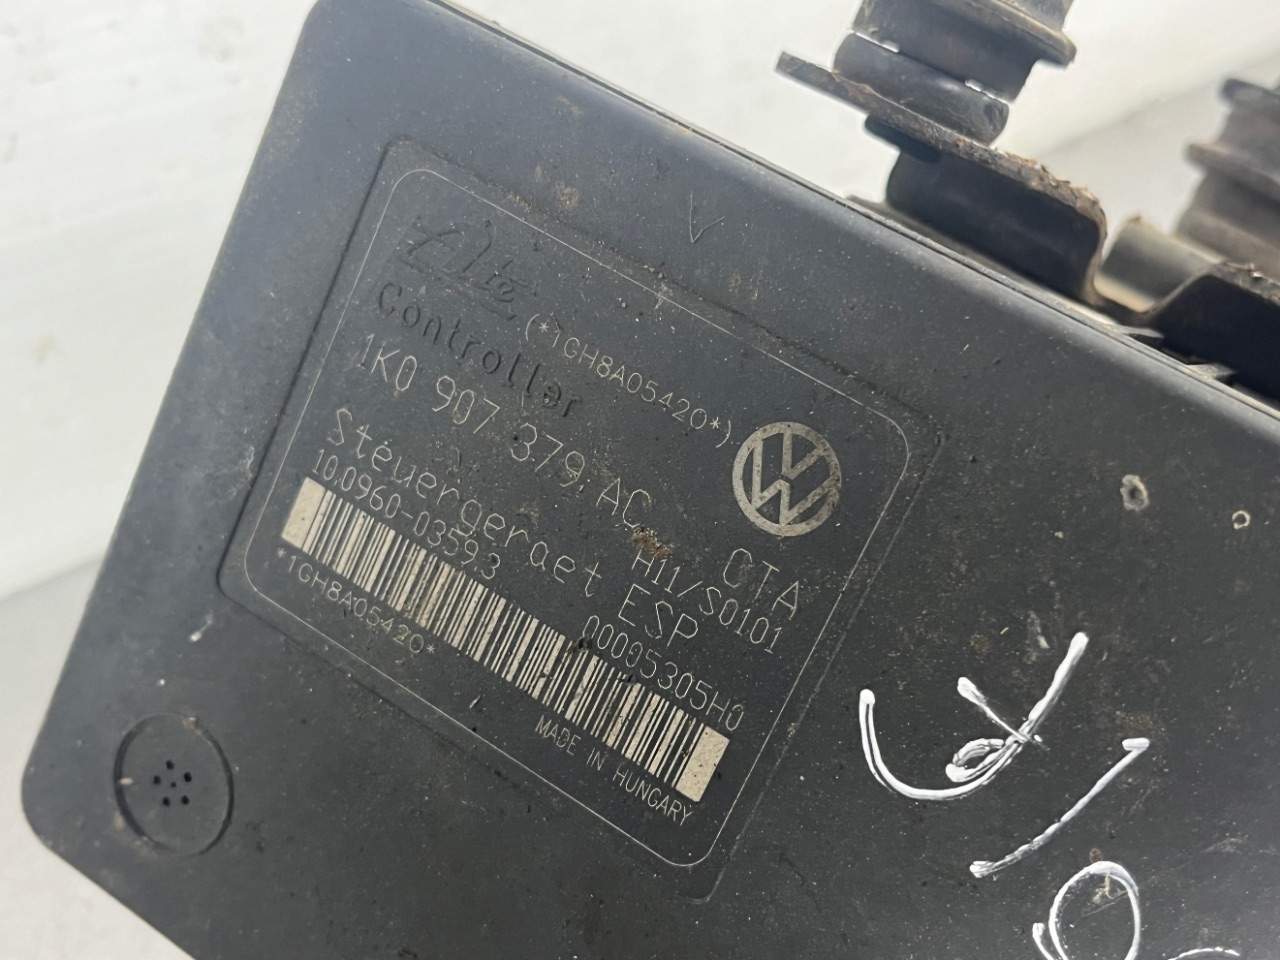 Ate
Controller (*1GH8A05420*)
1K0 907 379 AC OTA
H11/S0101
Steuergeraet ESP
10.0960-0359.3 00005305H0
*1GH8A05420*
MADE IN HUNGARY